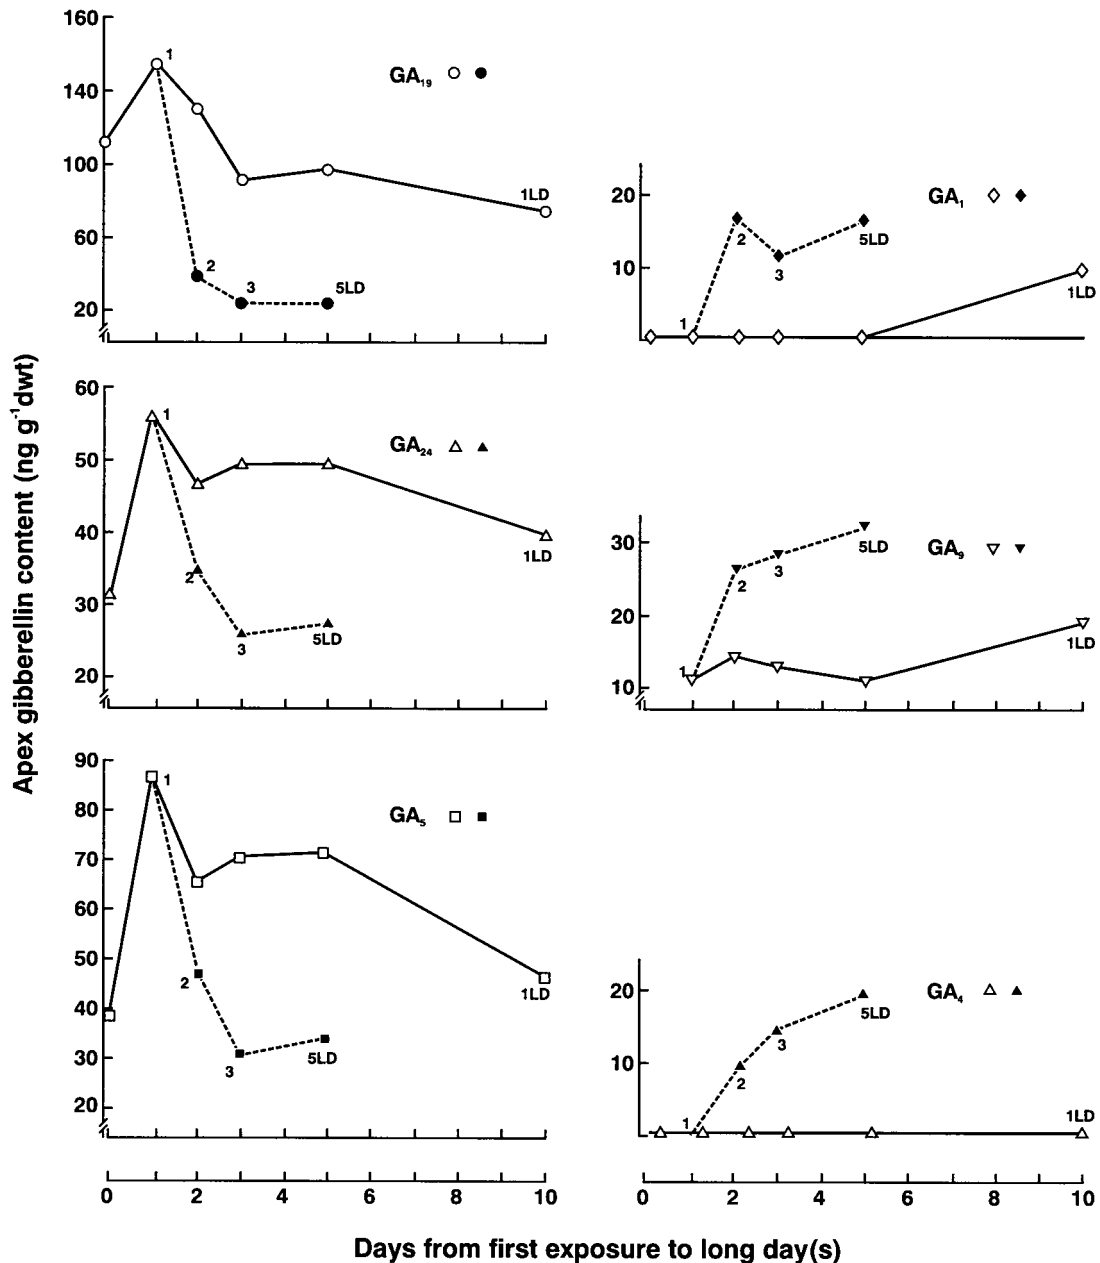 Apex gibberellin content (ng g⁻¹dwt)
160
140
100
60
20
1
2
3
5LD
1LD
GA₁₉
20
10
1
2
3
5LD
1LD
GA₁
60
50
40
30
20
1
2
3
5LD
1LD
GA₂₄
30
20
10
1
2
3
5LD
1LD
GA₉
90
80
70
60
50
40
30
20
1
2
3
5LD
1LD
GA₅
20
10
1
2
3
5LD
1LD
GA₄
0 2 4 6 8 10
0 2 4 6 8 10
Days from first exposure to long day(s)